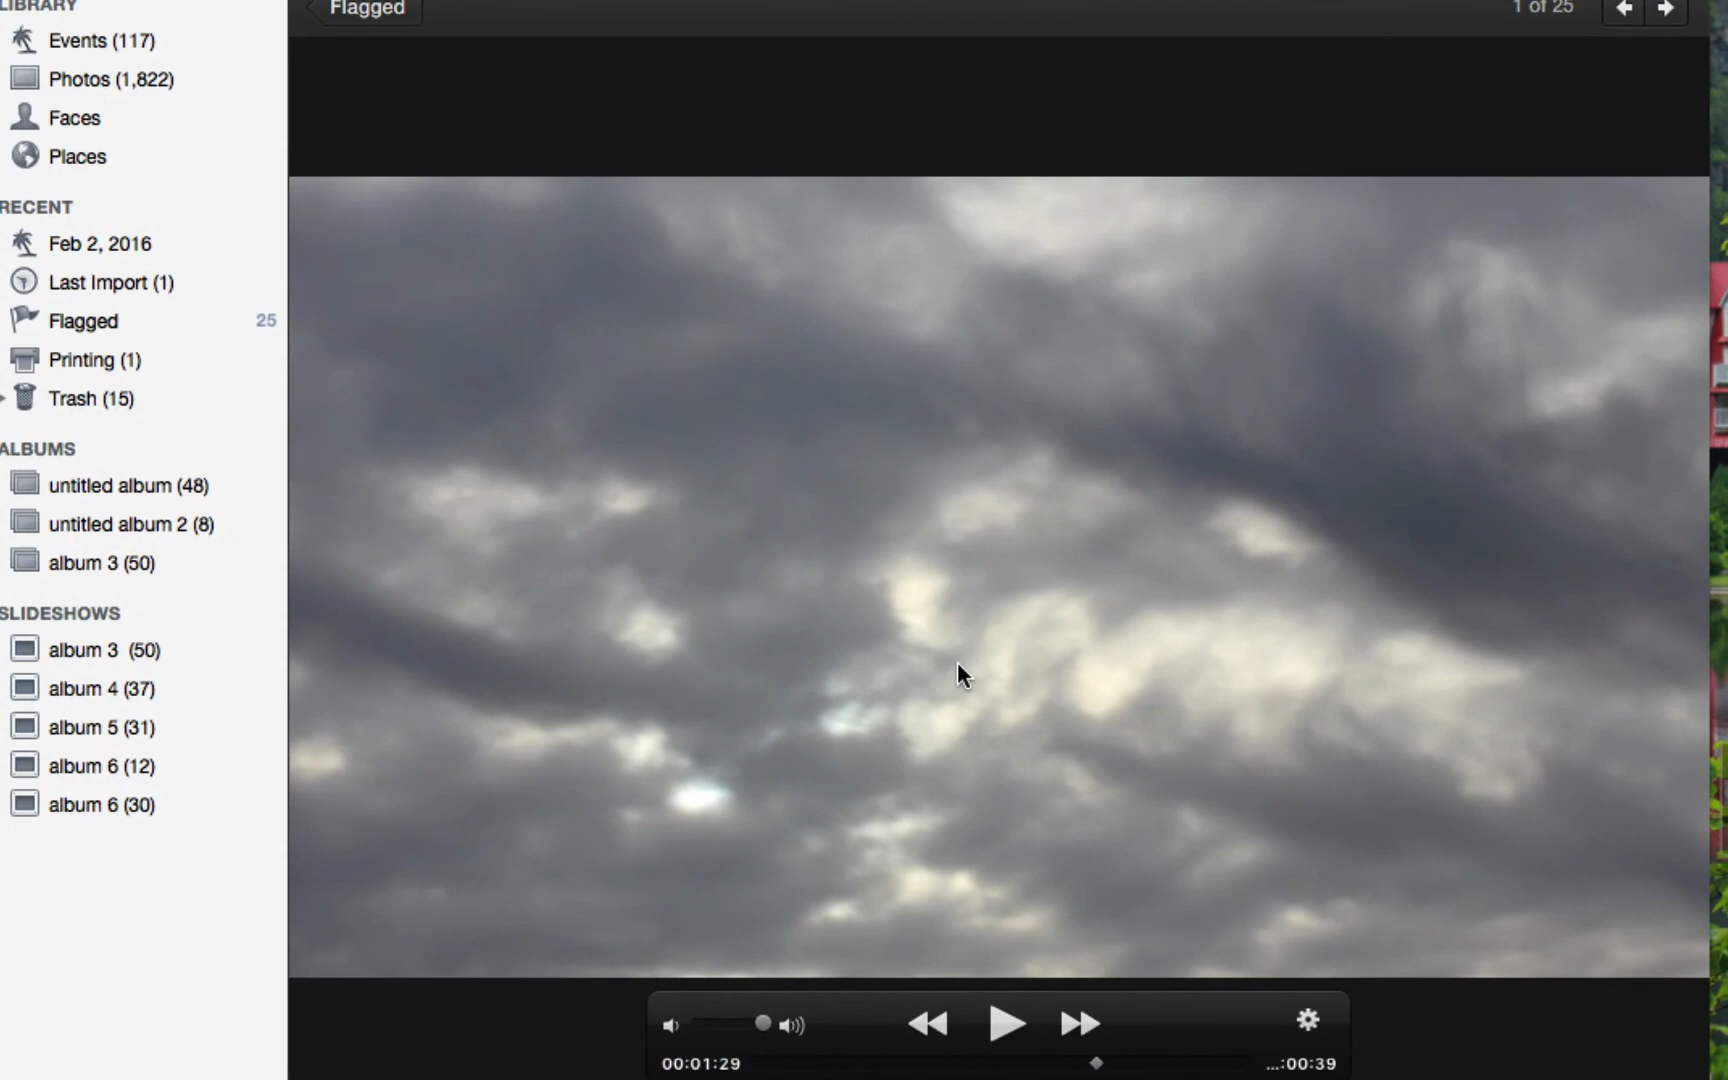 LIBRARY
Flagged
1 of 25
Events (117)
Photos (1,822)
Faces
Places
RECENT
Feb 2, 2016
Last Import (1)
Flagged 25
Printing (1)
Trash (15)
ALBUMS
untitled album (48)
untitled album 2 (8)
album 3 (50)
SLIDESHOWS
album 3 (50)
album 4 (37)
album 5 (31)
album 6 (12)
album 6 (30)
00:01:29
...:00:39